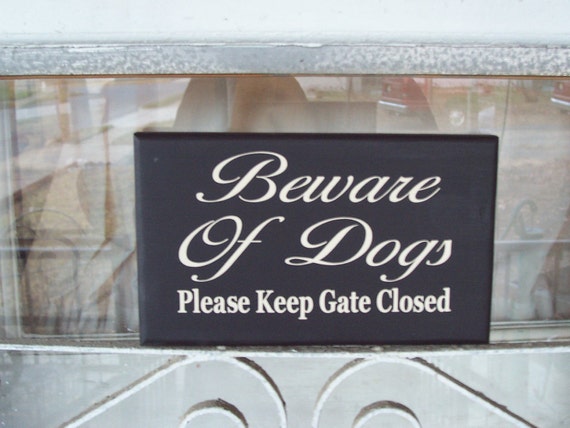 Beware
Of Dogs
Please Keep Gate Closed